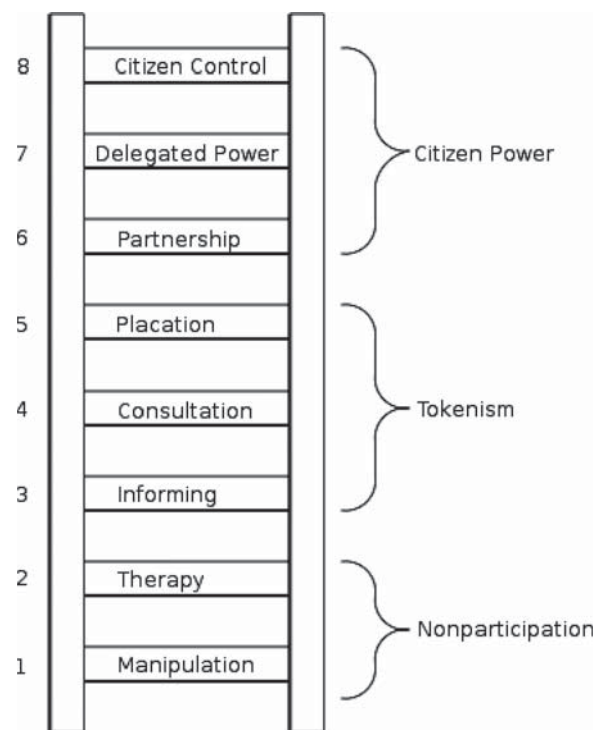 8 Citizen Control
7 Delegated Power
Citizen Power
6 Partnership
5 Placation
4 Consultation
Tokenism
3 Informing
2 Therapy
Nonparticipation
1 Manipulation